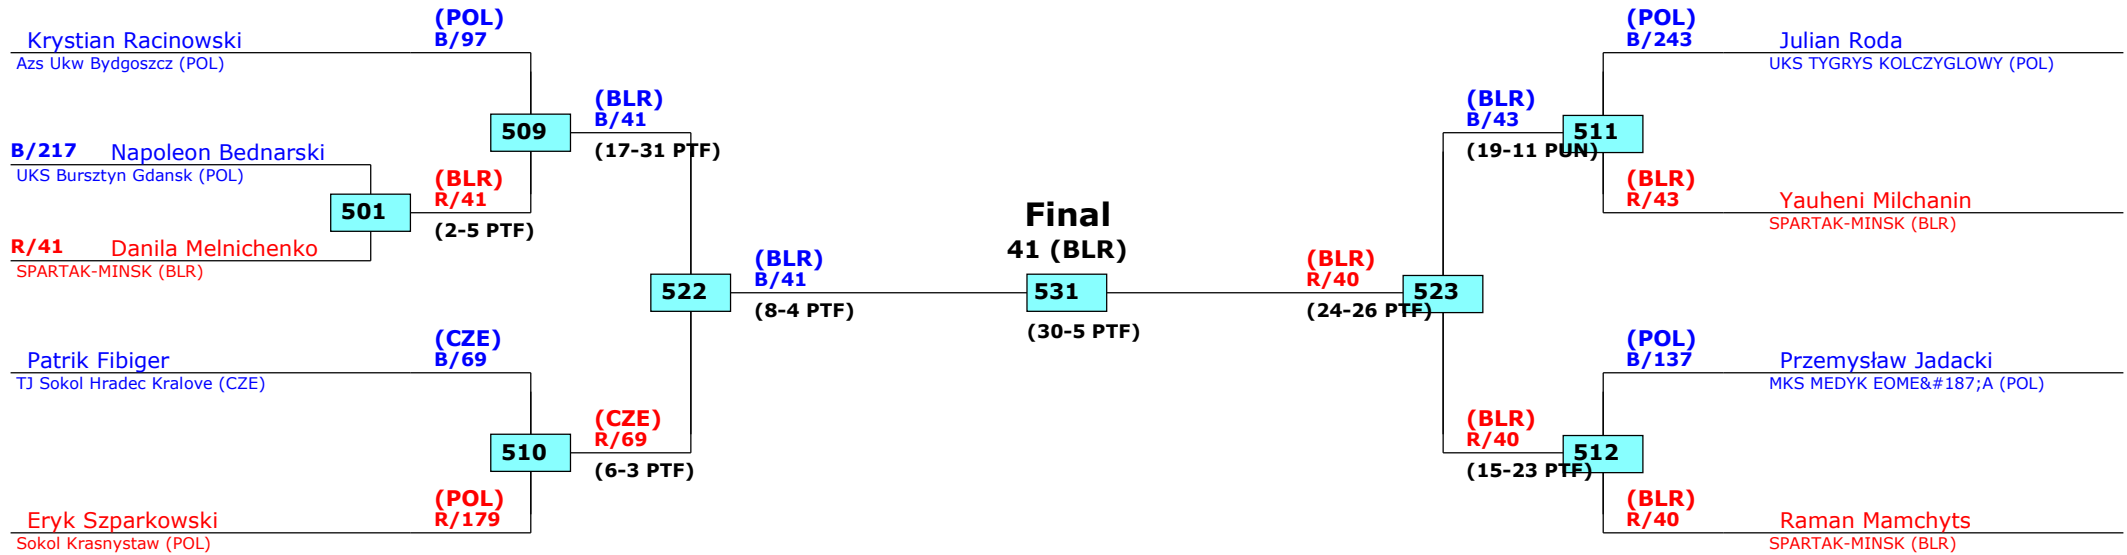 (POL)
B/97
Krystian Racinowski
Azs Ukw Bydgoszcz (POL)
B/217 Napoleon Bednarski
UKS Bursztyn Gdansk (POL)
501
R/41 Danila Melnichenko
SPARTAK-MINSK (BLR)
509
(BLR)
R/41
(2-5 PTF)
(BLR)
B/41
(17-31 PTF)
(CZE)
B/69
Patrik Fibiger
TJ Sokol Hradec Kralove (CZE)
510
(POL)
R/179
Eryk Szparkowski
Sokol Krasnystaw (POL)
(CZE)
R/69
(6-3 PTF)
522
(BLR)
B/41
(8-4 PTF)
Final
41 (BLR)
531
(30-5 PTF)
(BLR)
R/40
(24-26 PTF)
523
(BLR)
B/43
(19-11 PUN)
511
(POL)
B/243
Julian Roda
UKS TYGRYS KOLCZYGLOWY (POL)
(BLR)
R/43
Yauheni Milchanin
SPARTAK-MINSK (BLR)
(BLR)
R/40
(15-23 PTF)
512
(POL)
B/137
Przemysław Jadacki
MKS MEDYK EOME&#187;A (POL)
(BLR)
R/40
Raman Mamchyts
SPARTAK-MINSK (BLR)